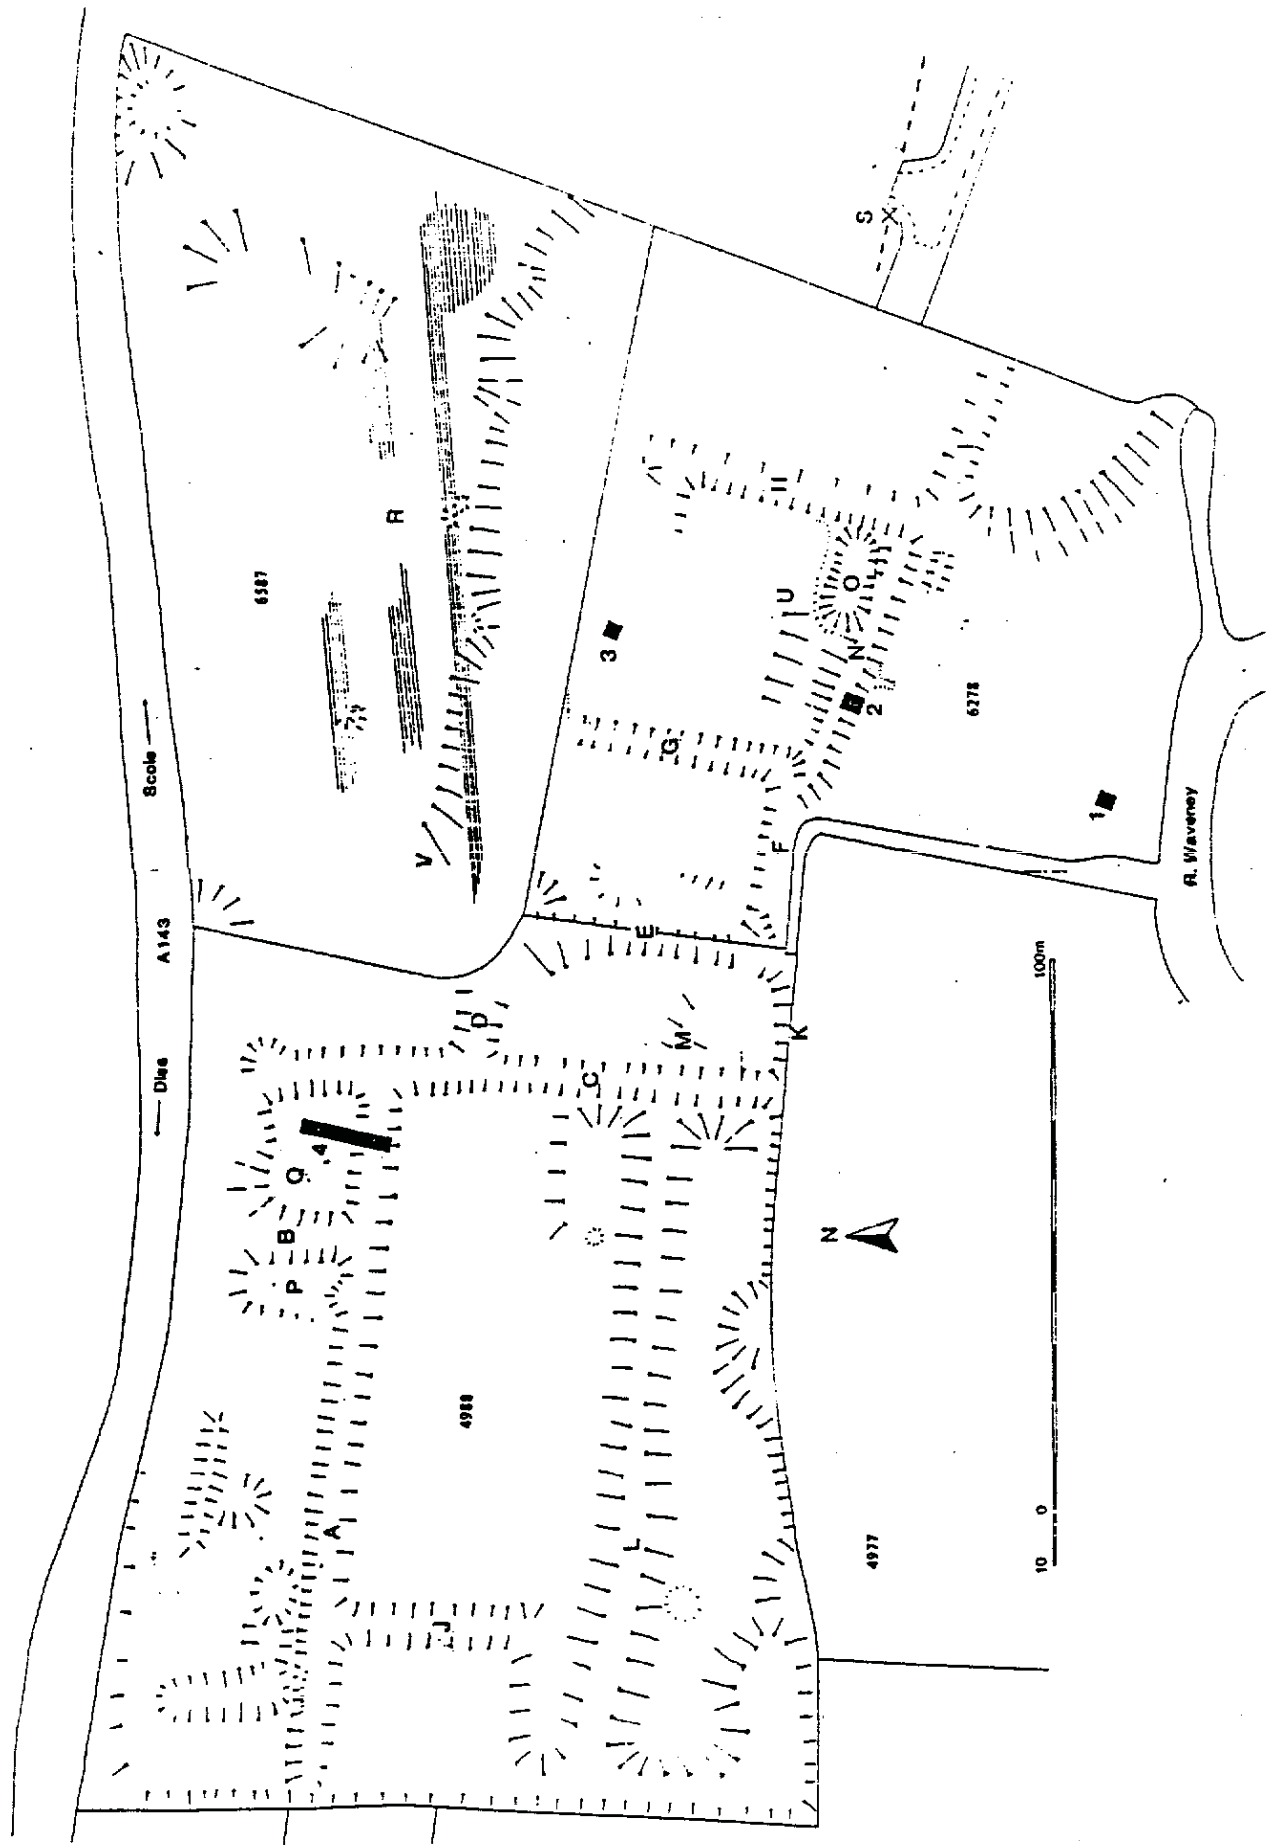 ← Diss
A143
Scole →
6587
R
V
S
Q
4
B
P
D
C
M
E
K
A
J
L
4988
3
G
U
H
O
N
2
F
6278
1
R. Waveney
N
4977
10
0
100m